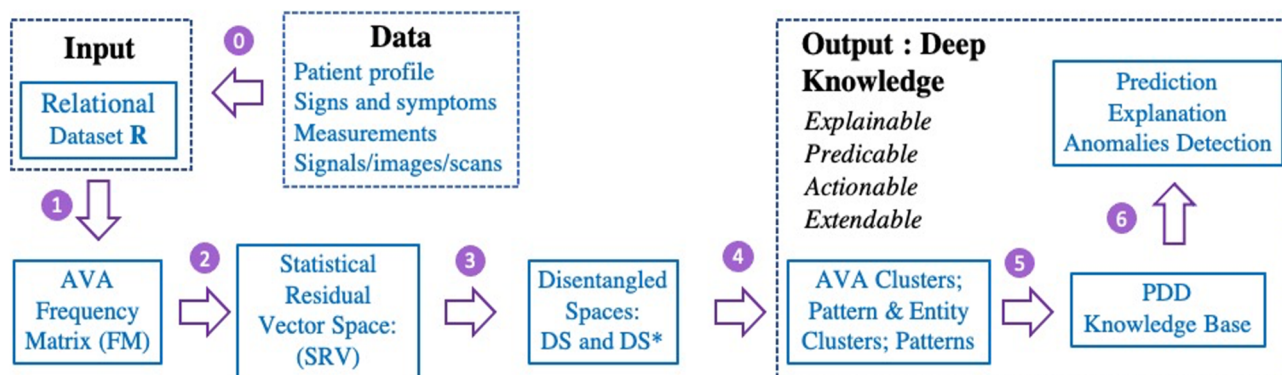 Input
Relational
Dataset R
0
Data
Patient profile
Signs and symptoms
Measurements
Signals/images/scans
1
AVA
Frequency
Matrix (FM)
2
Statistical
Residual
Vector Space:
(SRV)
3
Disentangled
Spaces:
DS and DS*
4
Output : Deep
Knowledge
Explainable
Predicable
Actionable
Extendable
AVA Clusters;
Pattern & Entity
Clusters; Patterns
5
PDD
Knowledge Base
6
Prediction
Explanation
Anomalies Detection